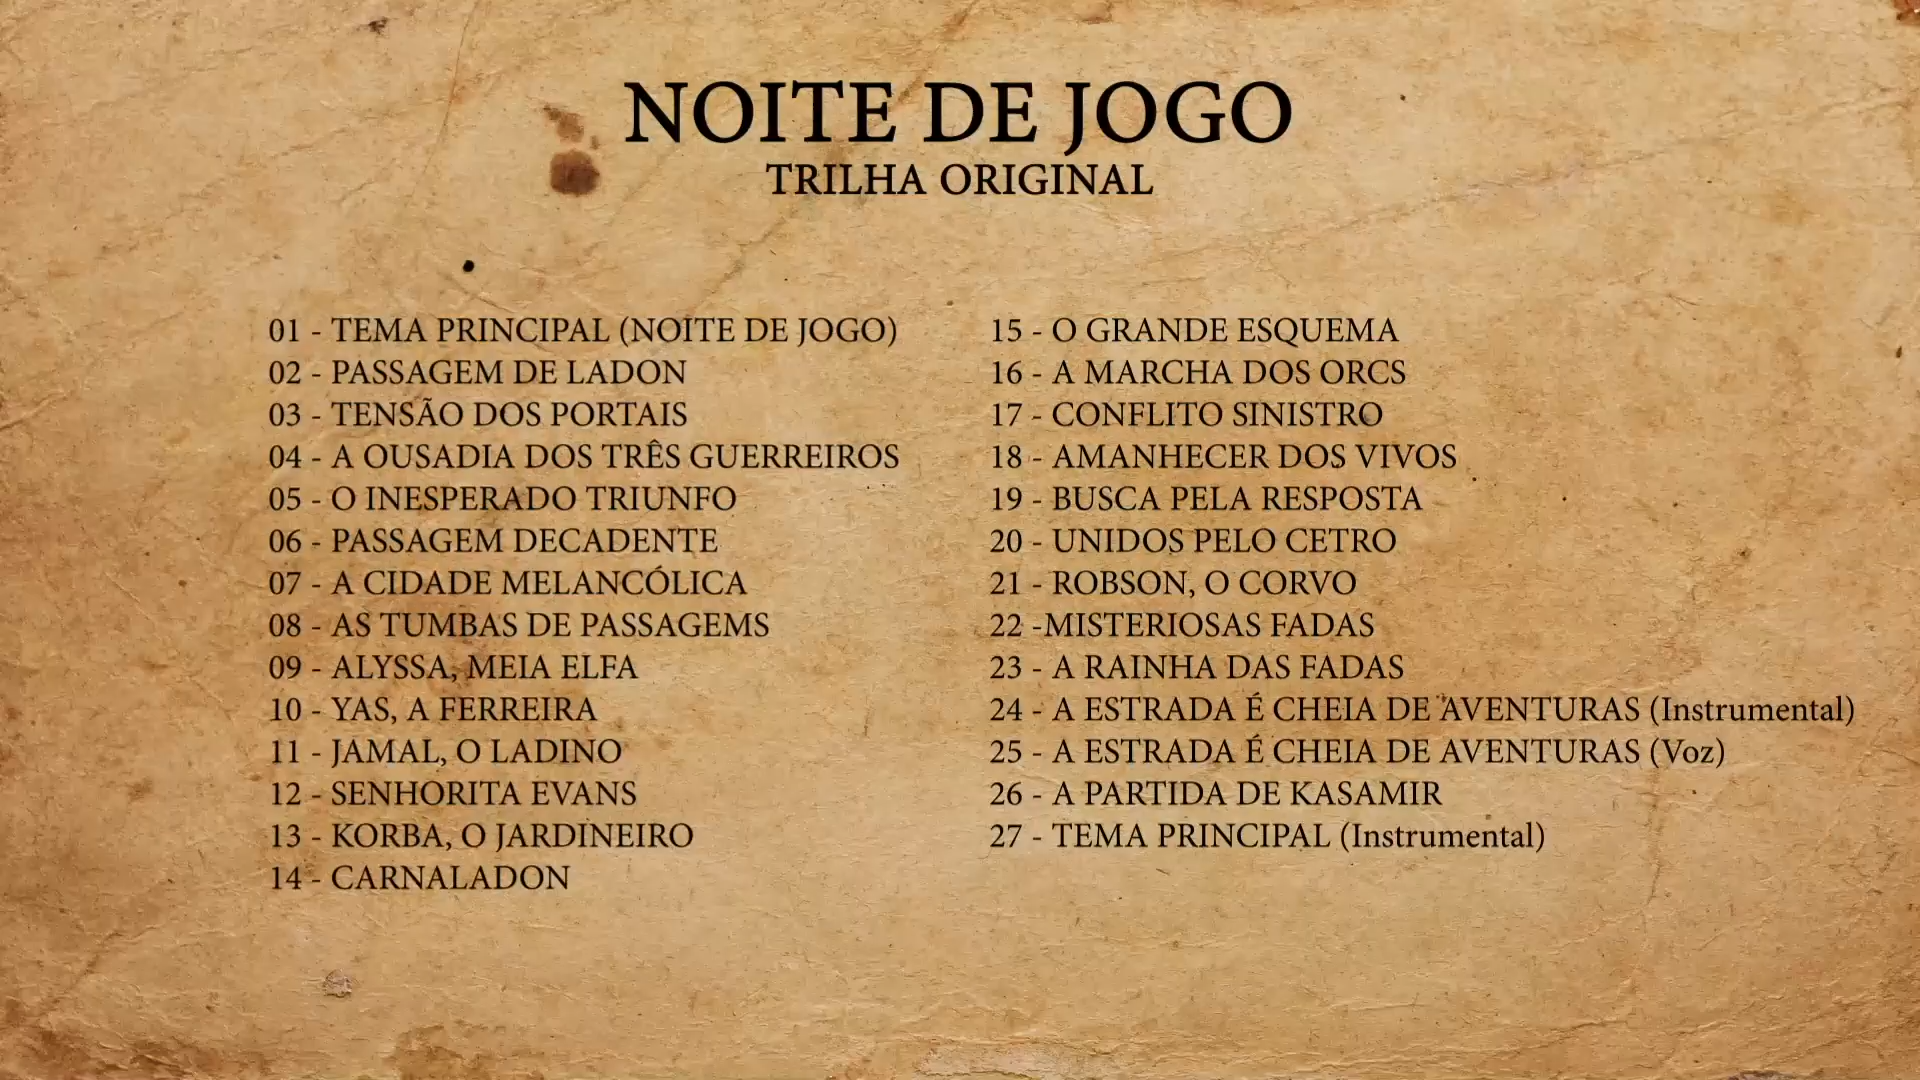 NOITE DE JOGO
TRILHA ORIGINAL
01 - TEMA PRINCIPAL (NOITE DE JOGO)
02 - PASSAGEM DE LADON
03 - TENSÃO DOS PORTAIS
04 - A OUSADIA DOS TRÊS GUERREIROS
05 - O INESPERADO TRIUNFO
06 - PASSAGEM DECADENTE
07 - A CIDADE MELANCÓLICA
08 - AS TUMBAS DE PASSAGEMS
09 - ALYSSA, MEIA ELFA
10 - YAS, A FERREIRA
11 - JAMAL, O LADINO
12 - SENHORITA EVANS
13 - KORBA, O JARDINEIRO
14 - CARNALADON
15 - O GRANDE ESQUEMA
16 - A MARCHA DOS ORCS
17 - CONFLITO SINISTRO
18 - AMANHECER DOS VIVOS
19 - BUSCA PELA RESPOSTA
20 - UNIDOS PELO CETRO
21 - ROBSON, O CORVO
22 -MISTERIOSAS FADAS
23 - A RAINHA DAS FADAS
24 - A ESTRADA É CHEIA DE AVENTURAS (Instrumental)
25 - A ESTRADA É CHEIA DE AVENTURAS (Voz)
26 - A PARTIDA DE KASAMIR
27 - TEMA PRINCIPAL (Instrumental)